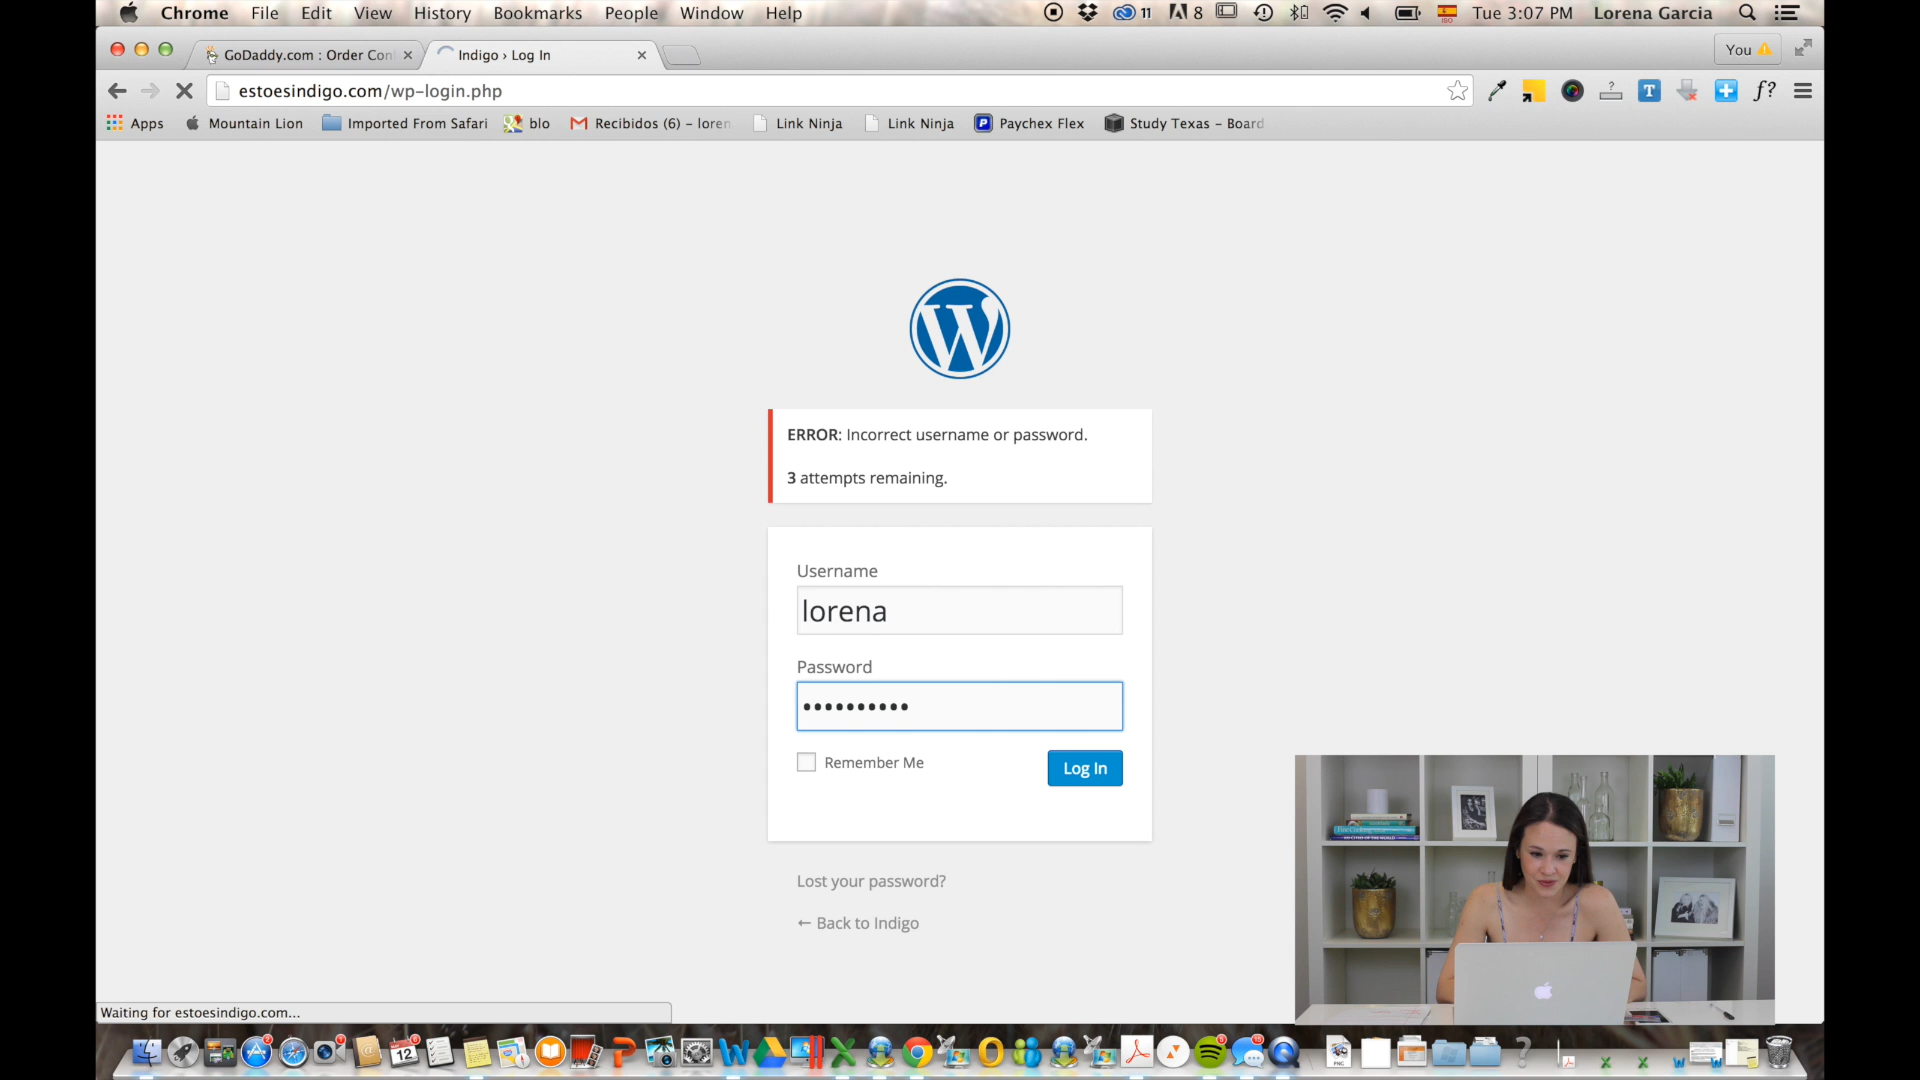 Chrome File Edit View History Bookmarks People Window Help 11 8 Tue 3:07 PM Lorena Garcia
GoDaddy.com : Order Con Indigo › Log In You
estoesindigo.com/wp-login.php
Apps Mountain Lion Imported From Safari blo Recibidos (6) – loren Link Ninja Link Ninja Paychex Flex Study Texas – Board
ERROR: Incorrect username or password.
3 attempts remaining.
Username
lorena
Password
Remember Me
Log In
Lost your password?
← Back to Indigo
Waiting for estoesindigo.com...